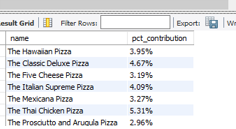 Result Grid Filter Rows: Export: Wr
name pct_contribution
The Hawaiian Pizza 3.95%
The Classic Deluxe Pizza 4.67%
The Five Cheese Pizza 3.19%
The Italian Supreme Pizza 4.09%
The Mexicana Pizza 3.27%
The Thai Chicken Pizza 5.31%
The Prosciutto and Arugula Pizza 2.96%